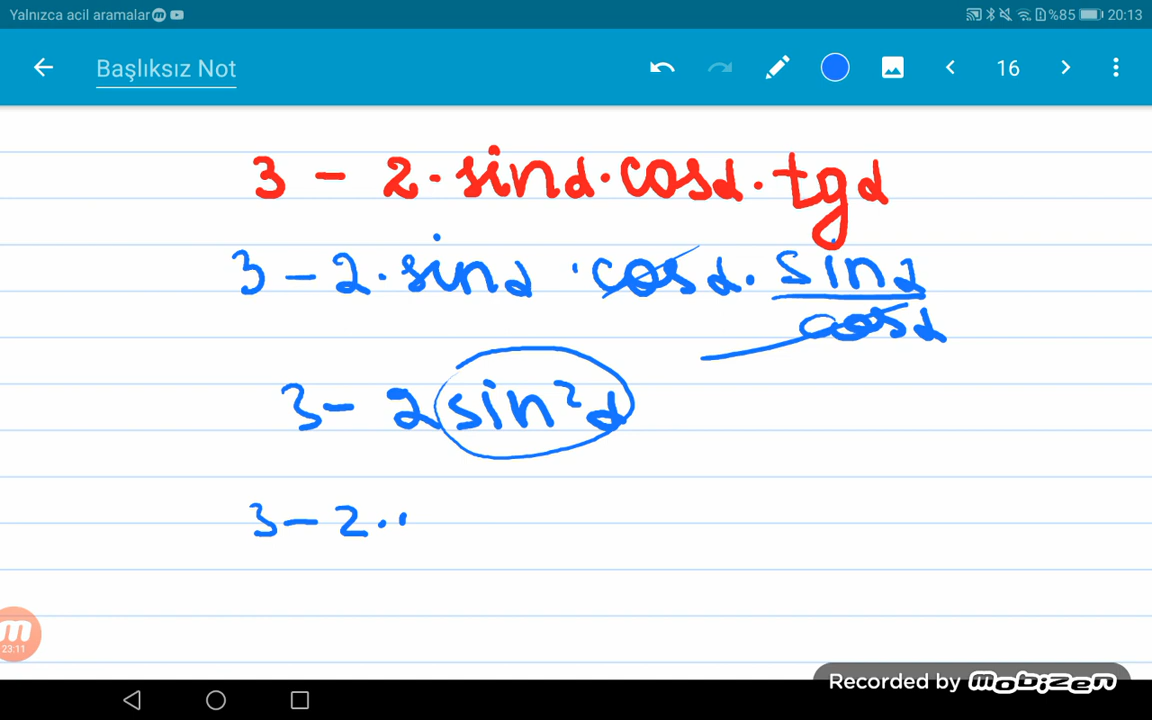 Yalnızca acil aramalar
%85 20:13
Başlıksız Not
16
3 - 2·sinα·cosα·tgα
3 - 2·sinα·cosα·sinα/cosα
3 - 2sin²α
3 - 2·
23:11
Recorded by mobizen